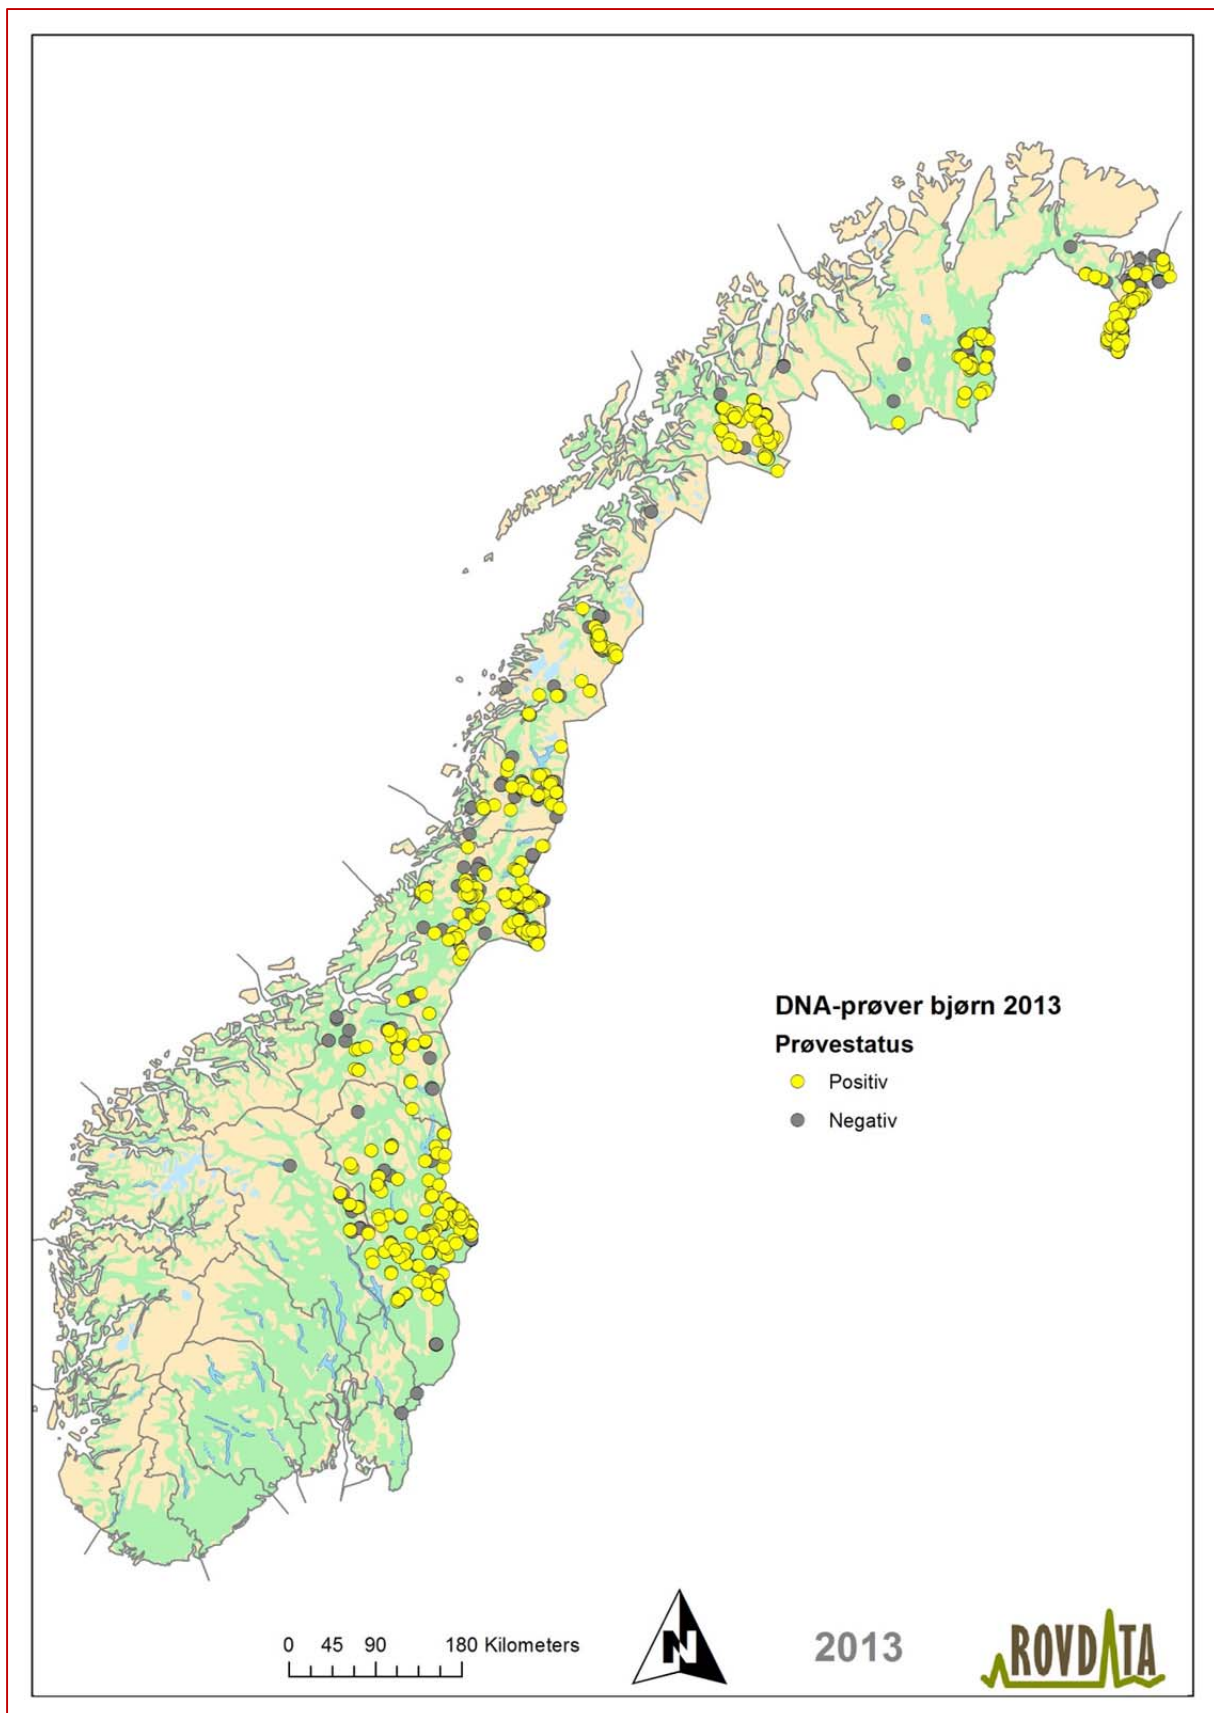 DNA-prøver bjørn 2013
Prøvestatus
Positiv
Negativ
0 45 90 180 Kilometers
N
2013
ROVDATA